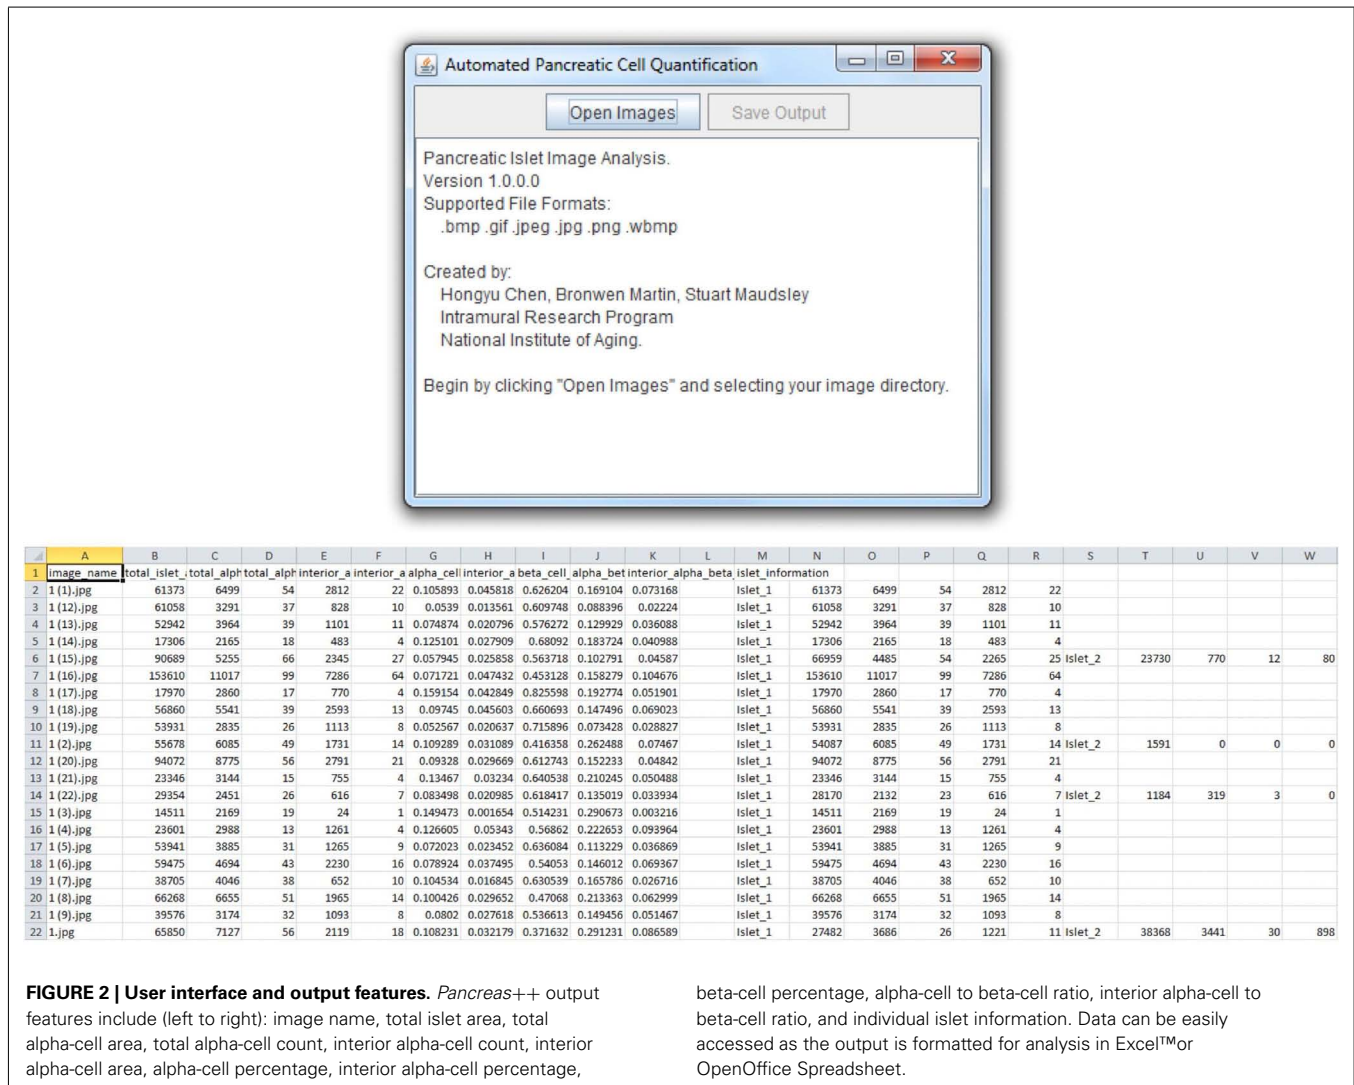 Automated Pancreatic Cell Quantification
Open Images Save Output
Pancreatic Islet Image Analysis.
Version 1.0.0.0
Supported File Formats:
.bmp .gif .jpeg .jpg .png .wbmp
Created by:
Hongyu Chen, Bronwen Martin, Stuart Maudsley
Intramural Research Program
National Institute of Aging.
Begin by clicking "Open Images" and selecting your image directory.
A B C D E F G H I J K L M N O P Q R S T U V W
1 image_name total_islet_ total_alph total_alph interior_a interior_a alpha_cell interior_a beta_cell_ alpha_bet interior_alpha_beta_ islet_information
2 1 (1).jpg 61373 6499 54 2812 22 0.105893 0.045818 0.626204 0.169104 0.073168 Islet_1 61373 6499 54 2812 22
3 1 (12).jpg 61058 3291 37 828 10 0.0539 0.013561 0.609748 0.088396 0.02224 Islet_1 61058 3291 37 828 10
4 1 (13).jpg 52942 3964 39 1101 11 0.074874 0.020796 0.576272 0.129929 0.036088 Islet_1 52942 3964 39 1101 11
5 1 (14).jpg 17306 2165 18 483 4 0.125101 0.027909 0.68092 0.183724 0.040988 Islet_1 17306 2165 18 483 4
6 1 (15).jpg 90689 5255 66 2345 27 0.057945 0.025858 0.563718 0.102791 0.04587 Islet_1 66959 4485 54 2265 25 Islet_2 23730 770 12 80
7 1 (16).jpg 153610 11017 99 7286 64 0.071721 0.047432 0.453128 0.158279 0.104676 Islet_1 153610 11017 99 7286 64
8 1 (17).jpg 17970 2860 17 770 4 0.159154 0.042849 0.825598 0.192774 0.051901 Islet_1 17970 2860 17 770 4
9 1 (18).jpg 56860 5541 39 2593 13 0.09745 0.045603 0.660693 0.147496 0.069023 Islet_1 56860 5541 39 2593 13
10 1 (19).jpg 53931 2835 26 1113 8 0.052567 0.020637 0.715896 0.073428 0.028827 Islet_1 53931 2835 26 1113 8
11 1 (2).jpg 55678 6085 49 1731 14 0.109289 0.031089 0.416358 0.262488 0.07467 Islet_1 54087 6085 49 1731 14 Islet_2 1591 0 0 0
12 1 (20).jpg 94072 8775 56 2791 21 0.09328 0.029669 0.612743 0.152233 0.04842 Islet_1 94072 8775 56 2791 21
13 1 (21).jpg 23346 3144 15 755 4 0.13467 0.03234 0.640538 0.210245 0.050488 Islet_1 23346 3144 15 755 4
14 1 (22).jpg 29354 2451 26 616 7 0.083498 0.020985 0.618417 0.135019 0.033934 Islet_1 28170 2132 23 616 7 Islet_2 1184 319 3 0
15 1 (3).jpg 14511 2169 19 24 1 0.149473 0.001654 0.514231 0.290673 0.003216 Islet_1 14511 2169 19 24 1
16 1 (4).jpg 23601 2988 13 1261 4 0.126605 0.05343 0.56862 0.222653 0.093964 Islet_1 23601 2988 13 1261 4
17 1 (5).jpg 53941 3885 31 1265 9 0.072023 0.023452 0.636084 0.113229 0.036869 Islet_1 53941 3885 31 1265 9
18 1 (6).jpg 59475 4694 43 2230 16 0.078924 0.037495 0.54053 0.146012 0.069367 Islet_1 59475 4694 43 2230 16
19 1 (7).jpg 38705 4046 38 652 10 0.104534 0.016845 0.630539 0.165786 0.026716 Islet_1 38705 4046 38 652 10
20 1 (8).jpg 66268 6655 51 1965 14 0.100426 0.029652 0.47068 0.213363 0.062999 Islet_1 66268 6655 51 1965 14
21 1 (9).jpg 39576 3174 32 1093 8 0.0802 0.027618 0.536613 0.149456 0.051467 Islet_1 39576 3174 32 1093 8
22 1.jpg 65850 7127 56 2119 18 0.108231 0.032179 0.371632 0.291231 0.086589 Islet_1 27482 3686 26 1221 11 Islet_2 38368 3441 30 898
FIGURE 2 | User interface and output features. Pancreas++ output
features include (left to right): image name, total islet area, total
alpha-cell area, total alpha-cell count, interior alpha-cell count, interior
alpha-cell area, alpha-cell percentage, interior alpha-cell percentage,
beta-cell percentage, alpha-cell to beta-cell ratio, interior alpha-cell to
beta-cell ratio, and individual islet information. Data can be easily
accessed as the output is formatted for analysis in Excel™or
OpenOffice Spreadsheet.